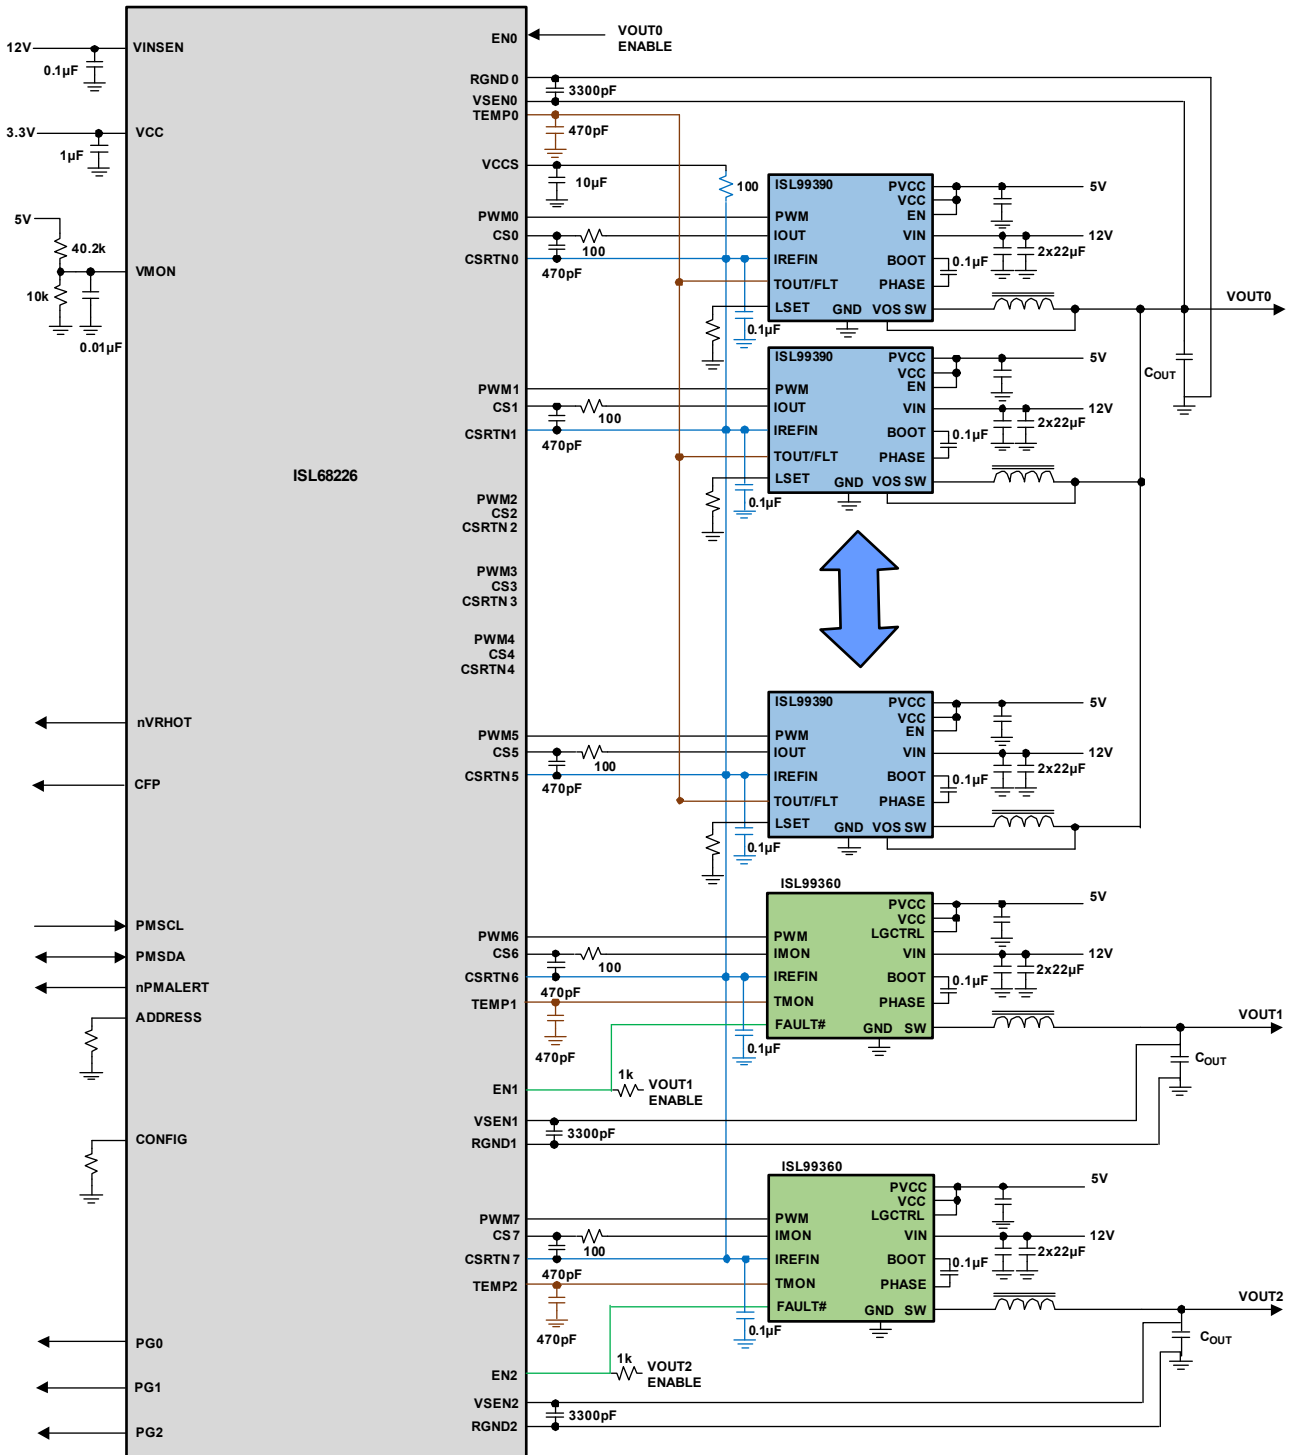 12V
VINSEN
0.1µF
3.3V
VCC
1µF
5V
40.2k
VMON
10k
0.01µF
ISL68226
nVRHOT
CFP
PMSCL
PMSDA
nPMALERT
ADDRESS
CONFIG
PG0
PG1
PG2
EN0
VOUT0
ENABLE
RGND0
3300pF
VSEN0
TEMP0
470pF
VCCS
10µF
100
PWM0
CS0
100
CSRTN0
470pF
ISL99390
PWM
IOUT
IREFIN
TOUT/FLT
LSET
GND
PVCC
VCC
EN
VIN
BOOT
PHASE
VOS SW
5V
12V
2x22µF
0.1µF
0.1µF
VOUT0
COUT
PWM1
CS1
100
CSRTN1
470pF
ISL99390
PWM
IOUT
IREFIN
TOUT/FLT
LSET
GND
PVCC
VCC
EN
VIN
BOOT
PHASE
VOS SW
5V
12V
2x22µF
0.1µF
0.1µF
PWM2
CS2
CSRTN2
PWM3
CS3
CSRTN3
PWM4
CS4
CSRTN4
PWM5
CS5
100
CSRTN5
470pF
ISL99390
PWM
IOUT
IREFIN
TOUT/FLT
LSET
GND
PVCC
VCC
EN
VIN
BOOT
PHASE
VOS SW
5V
12V
2x22µF
0.1µF
0.1µF
ISL99360
PWM6
CS6
100
CSRTN6
470pF
TEMP1
470pF
PWM
IMON
IREFIN
TMON
FAULT#
GND
PVCC
VCC
LGCTRL
VIN
BOOT
PHASE
SW
5V
12V
2x22µF
0.1µF
0.1µF
VOUT1
COUT
EN1
1k
VOUT1
ENABLE
VSEN1
3300pF
RGND1
ISL99360
PWM7
CS7
100
CSRTN7
470pF
TEMP2
470pF
PWM
IMON
IREFIN
TMON
FAULT#
GND
PVCC
VCC
LGCTRL
VIN
BOOT
PHASE
SW
5V
12V
2x22µF
0.1µF
0.1µF
VOUT2
COUT
EN2
1k
VOUT2
ENABLE
VSEN2
3300pF
RGND2